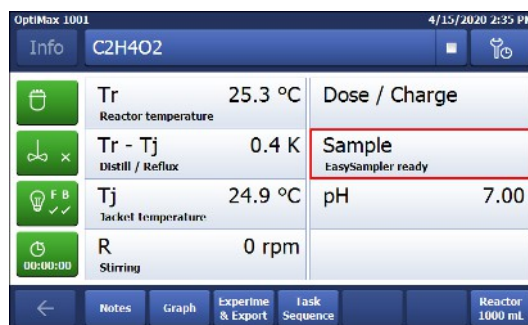 OptiMax 1001 4/15/2020 2:35 PM
Info C2H4O2
Tr 25.3 °C Dose / Charge
Reactor temperature
Tr - Tj 0.4 K Sample
Distill / Reflux EasySampler ready
F B
Tj 24.9 °C pH 7.00
Jacket temperature
R 0 rpm
00:00:00 Stirring
Notes Graph Experime Task Reactor
& Export Sequence 1000 mL